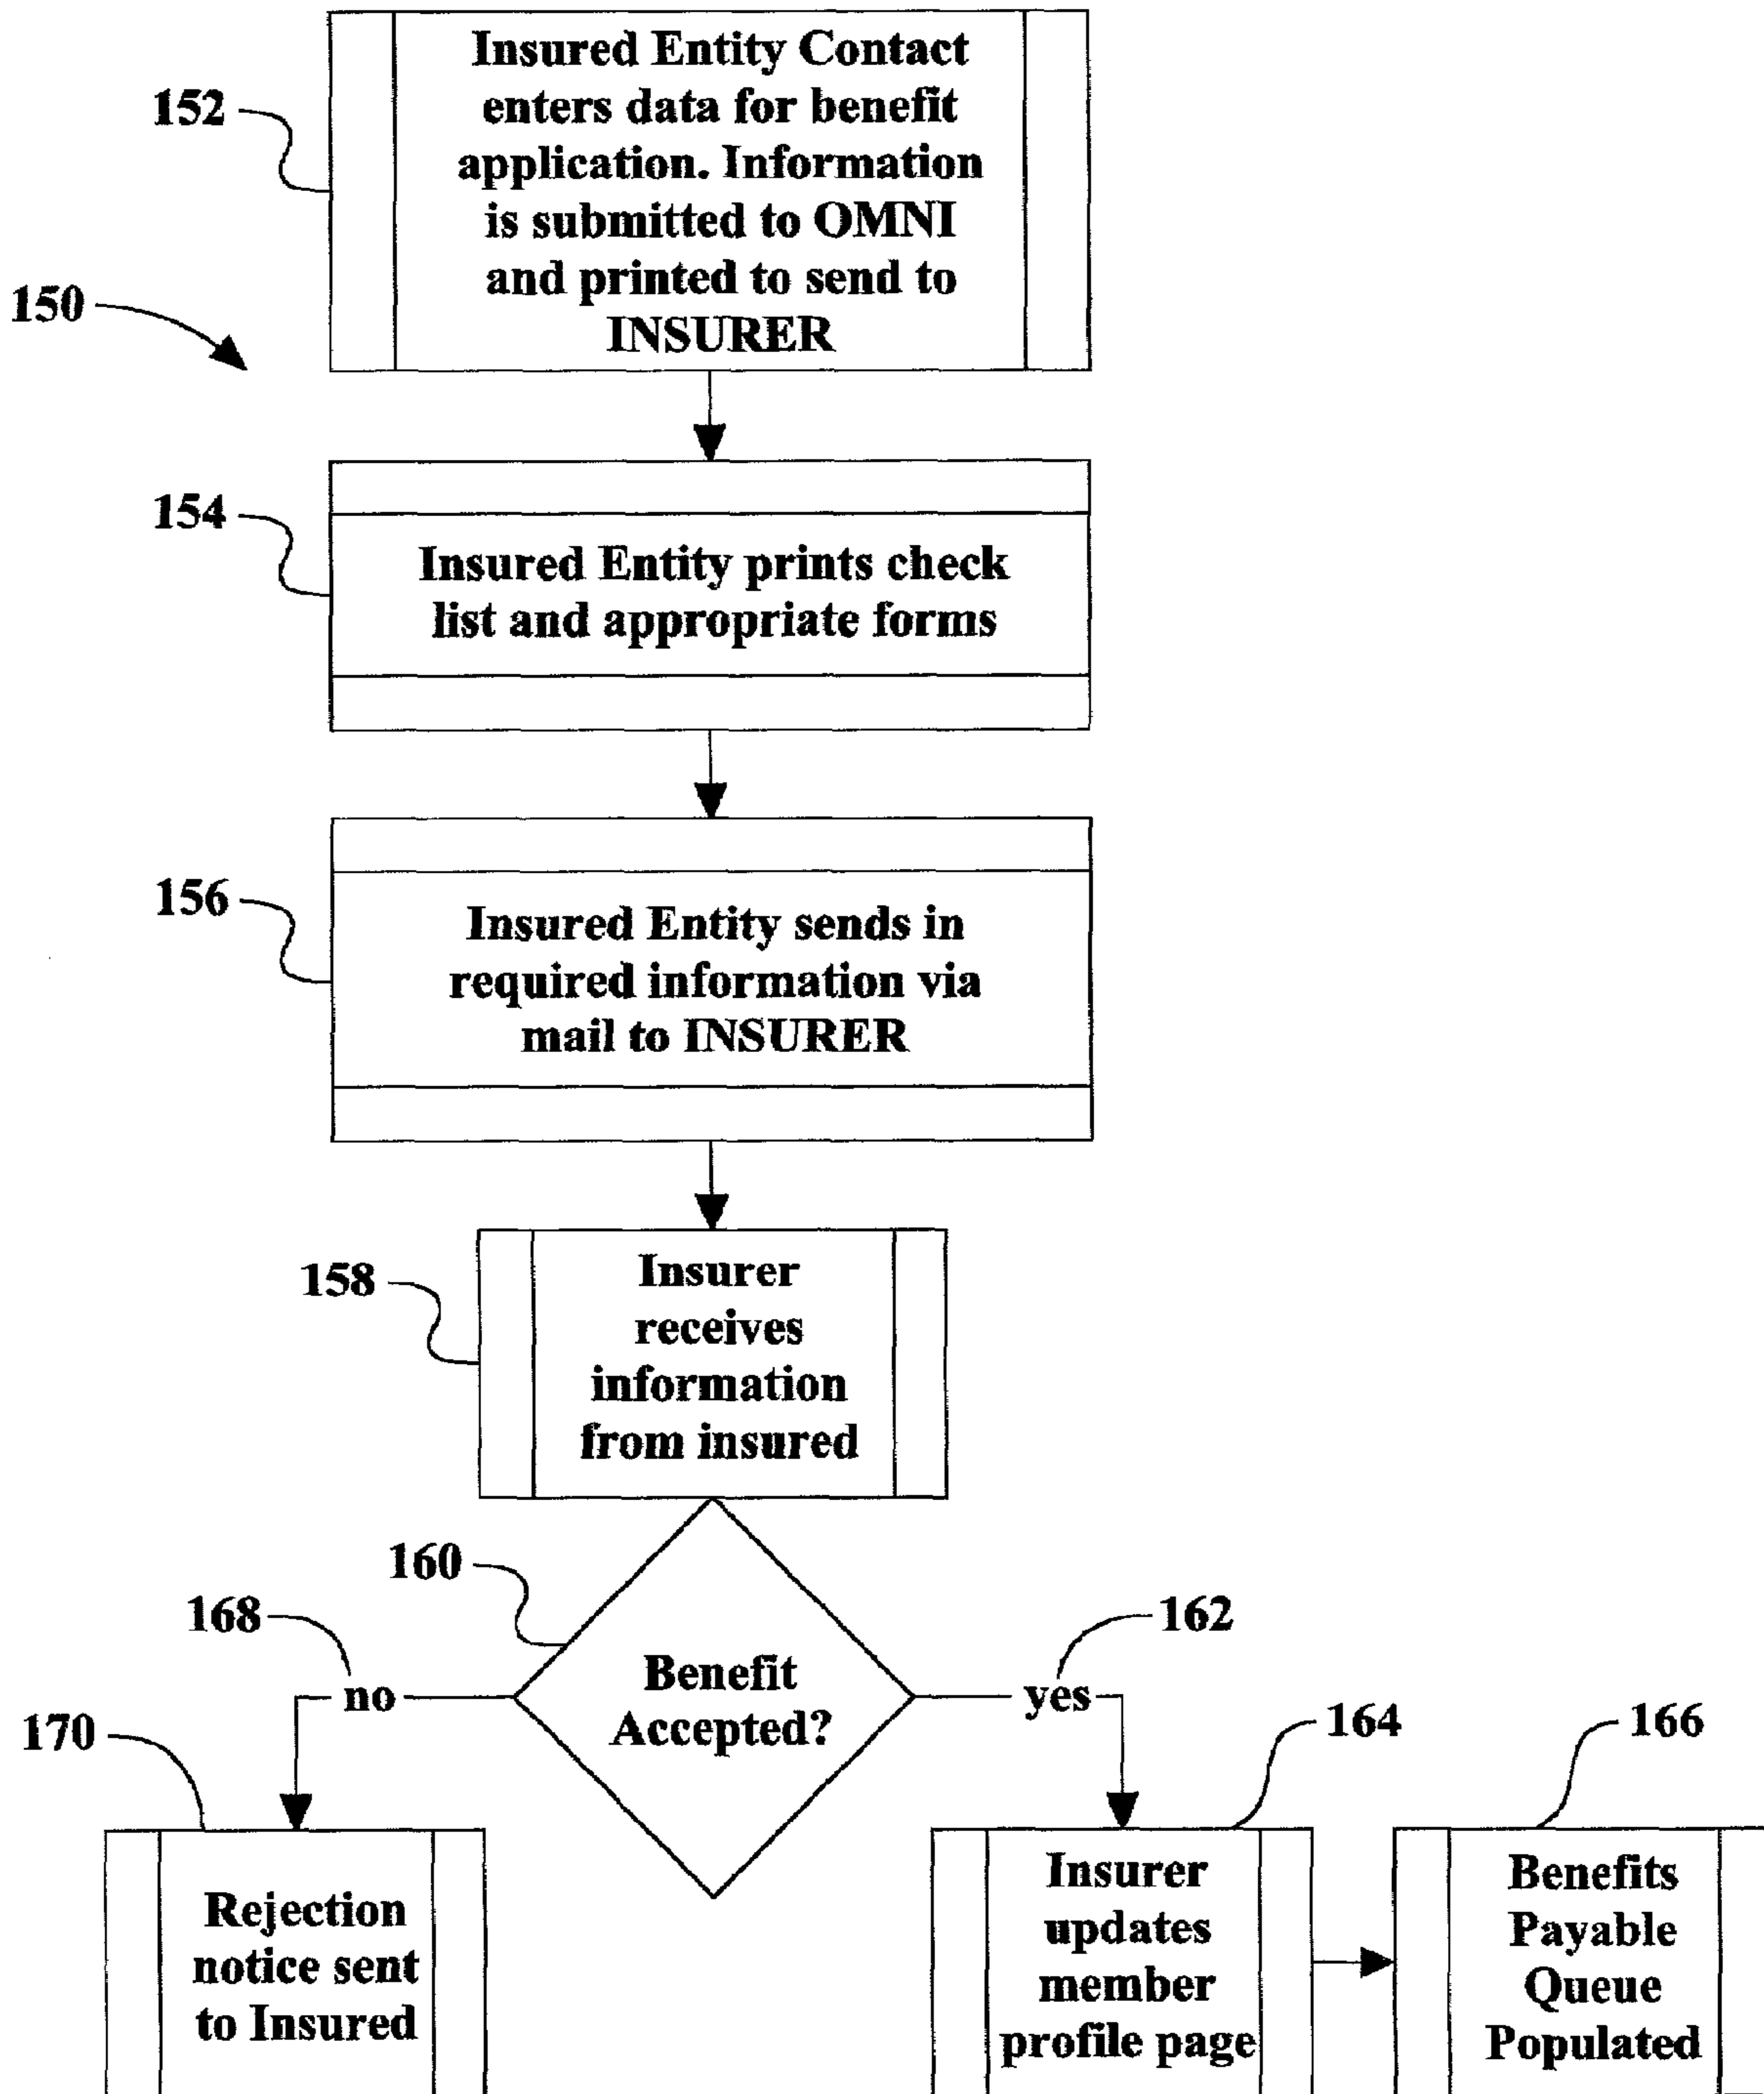 152
Insured Entity Contact
enters data for benefit
application. Information
is submitted to OMNI
and printed to send to
INSURER
150
154
Insured Entity prints check
list and appropriate forms
156
Insured Entity sends in
required information via
mail to INSURER
158
Insurer
receives
information
from insured
160
Benefit
Accepted?
168
no
162
yes
170
Rejection
notice sent
to Insured
164
Insurer
updates
member
profile page
166
Benefits
Payable
Queue
Populated